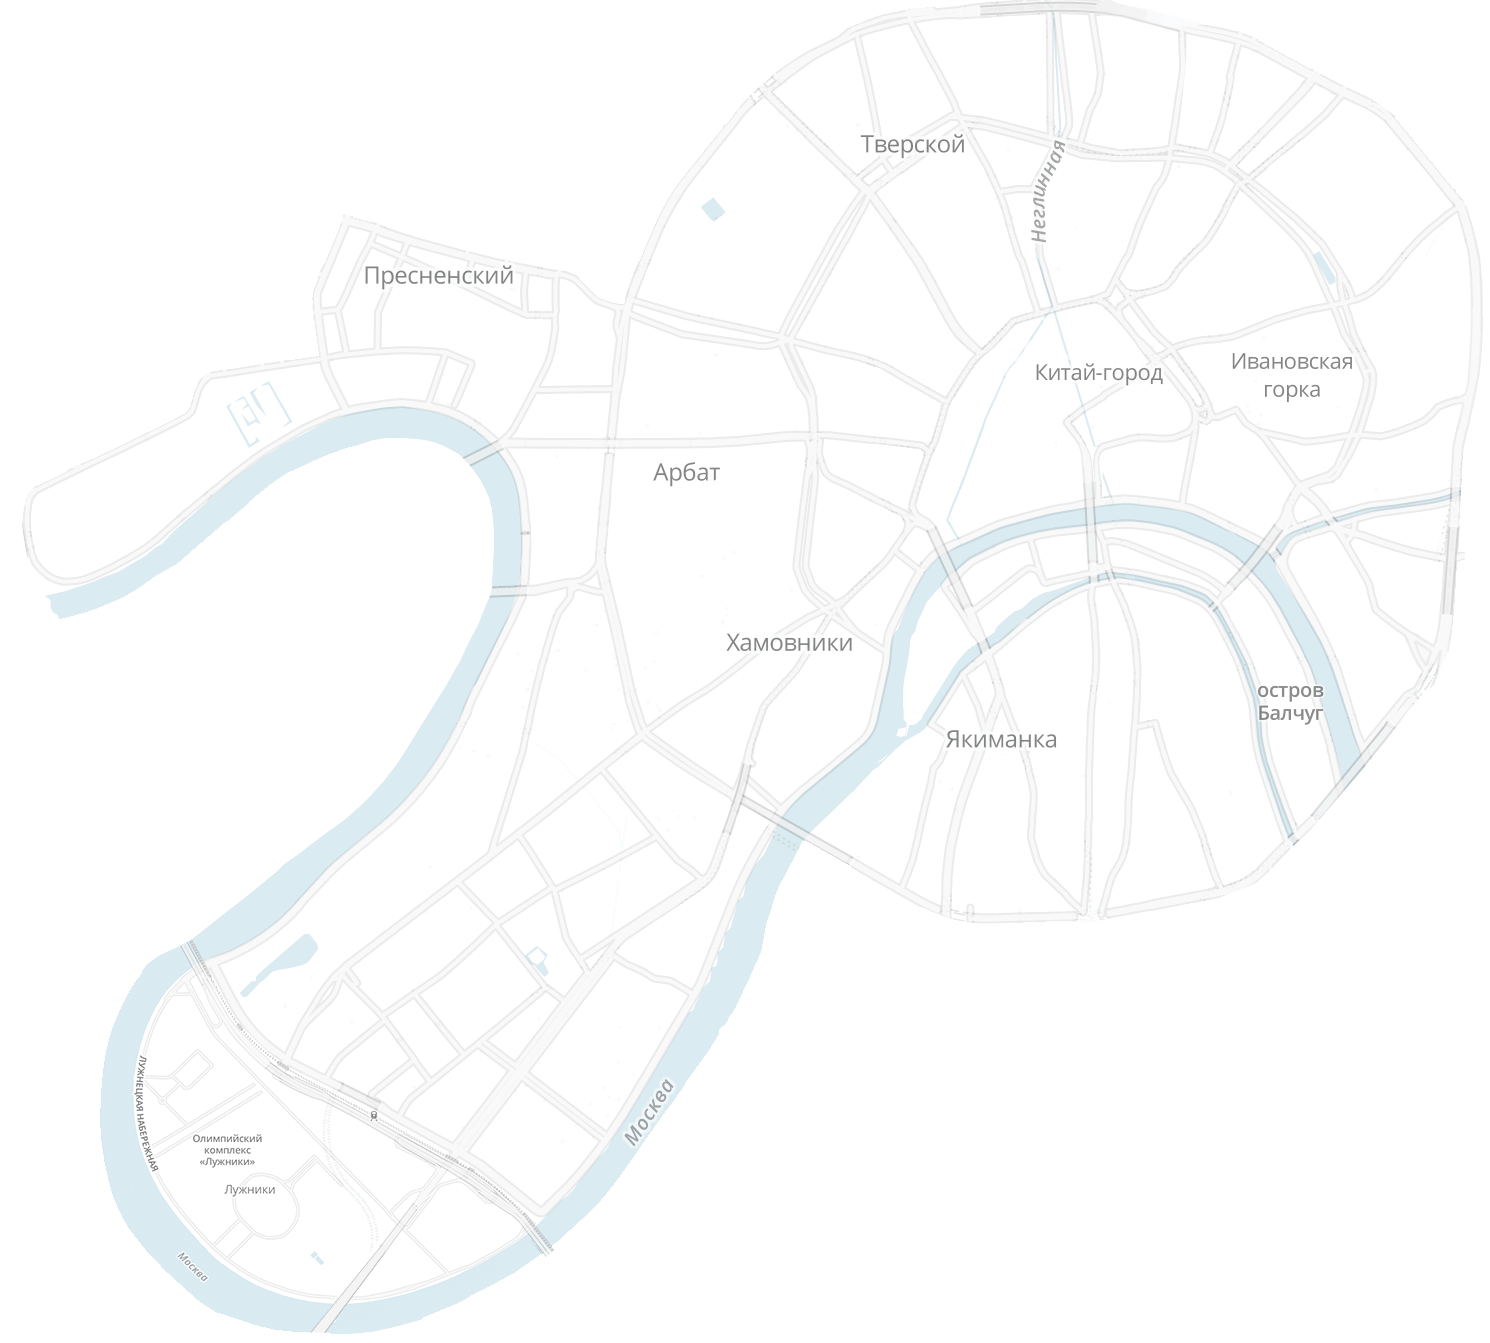 Тверской
Неглинная
Пресненский
Китай-город
Ивановская
горка
Арбат
Хамовники
остров
Балчуг
Якиманка
Москва
ЛУЖНЕЦКАЯ НАБЕРЕЖНАЯ
Олимпийский
комплекс
«Лужники»
Лужники
Москва